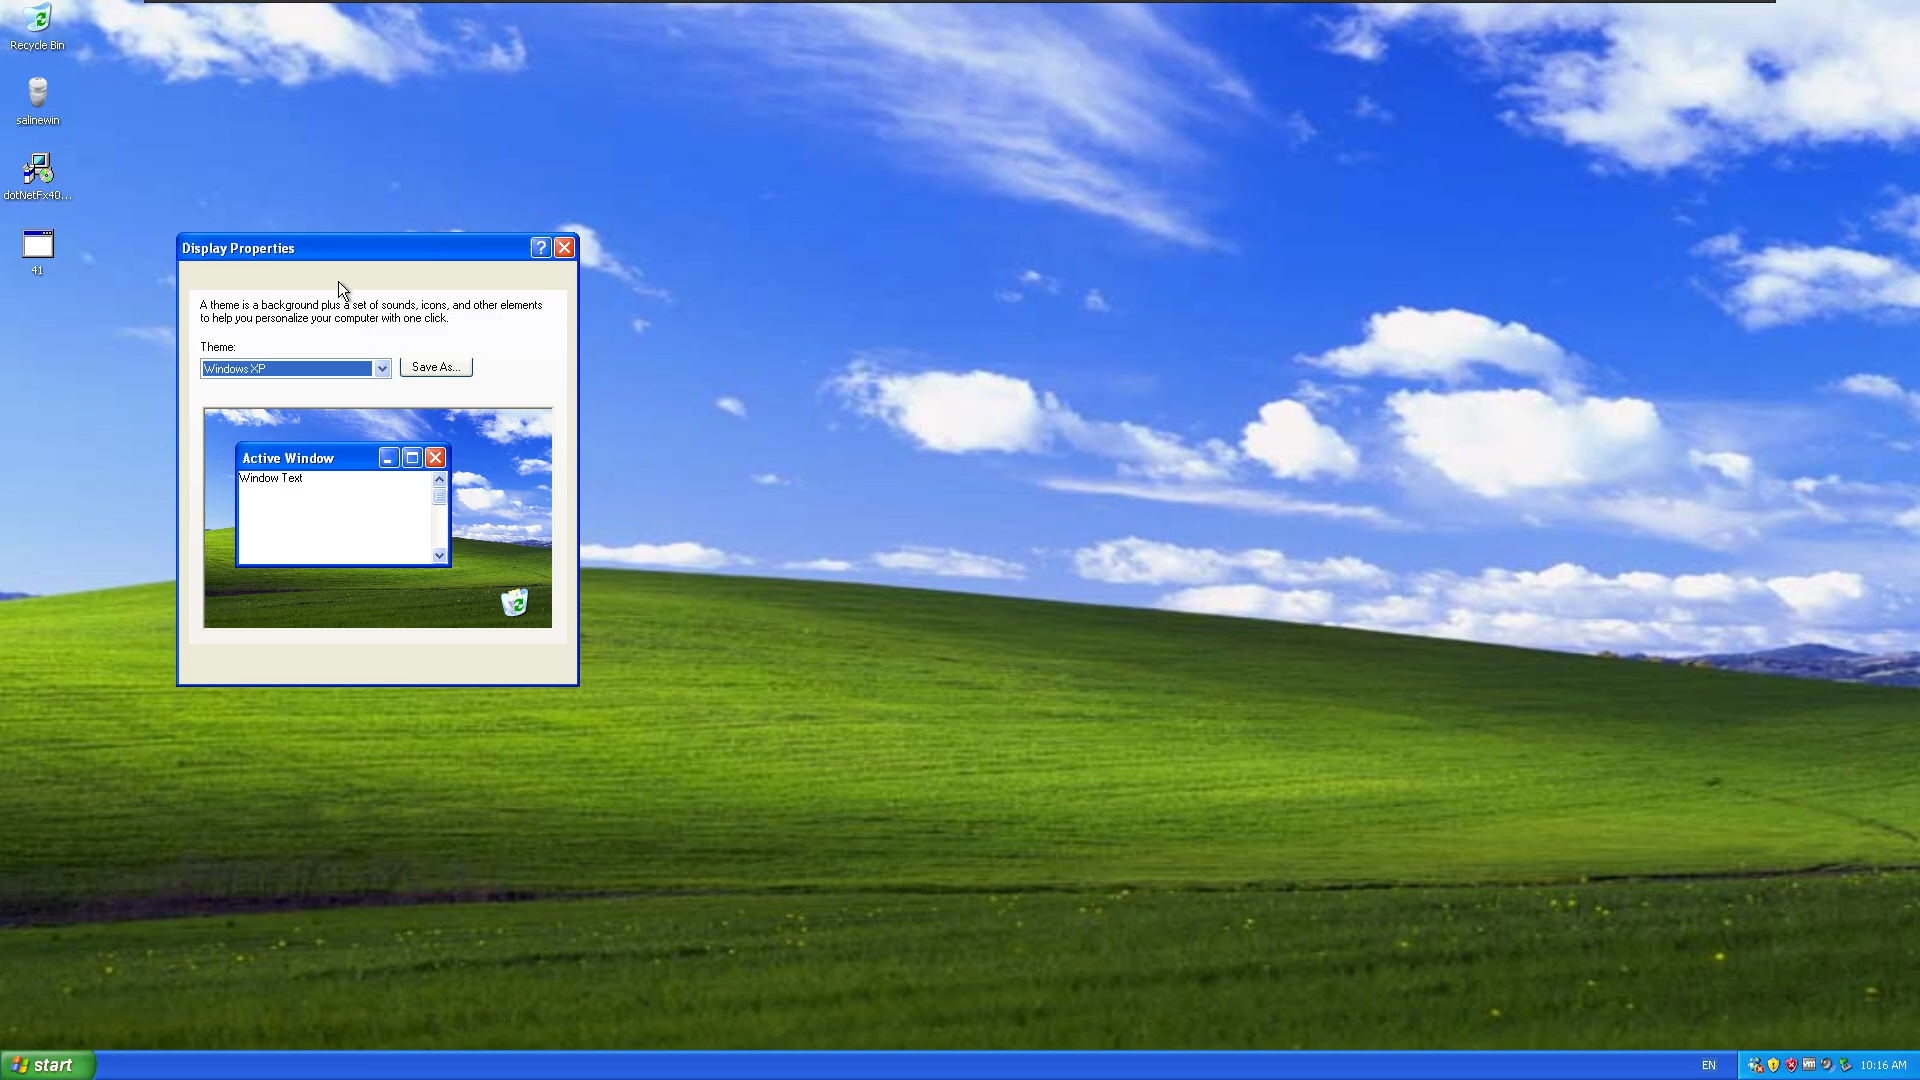 Recycle Bin
salinewin
dotNetFx40...
41
Display Properties
A theme is a background plus a set of sounds, icons, and other elements
to help you personalize your computer with one click.
Theme:
Windows XP
Save As...
Active Window
Window Text
start
EN
vm
10:16 AM